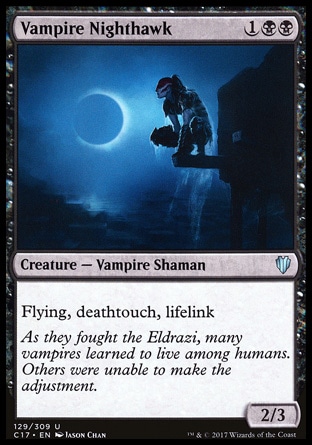 Vampire Nighthawk 1
Creature — Vampire Shaman
Flying, deathtouch, lifelink
As they fought the Eldrazi, many
vampires learned to live among humans.
Others were unable to make the
adjustment.
2/3
129/309 U
C17 • EN Jason Chan
™ & © 2017 Wizards of the Coast